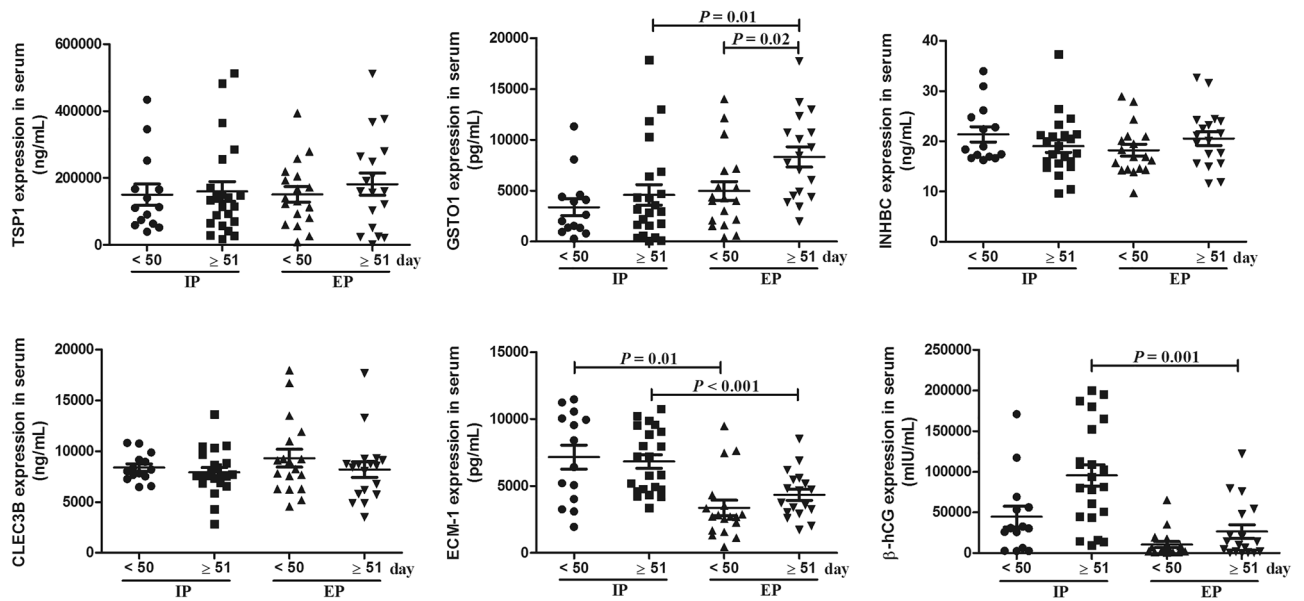 TSP1 expression in serum
(ng/mL)
600000
400000
200000
0
< 50
≥ 51
< 50
≥ 51
day
IP
EP
GSTO1 expression in serum
(pg/mL)
20000
15000
10000
5000
0
P = 0.01
P = 0.02
< 50
≥ 51
< 50
≥ 51
day
IP
EP
INHBC expression in serum
(ng/mL)
40
30
20
10
0
< 50
≥ 51
< 50
≥ 51
day
IP
EP
CLEC3B expression in serum
(ng/mL)
20000
15000
10000
5000
0
< 50
≥ 51
< 50
≥ 51
day
IP
EP
ECM-1 expression in serum
(pg/mL)
15000
10000
5000
0
P = 0.01
P < 0.001
< 50
≥ 51
< 50
≥ 51
day
IP
EP
β-hCG expression in serum
(mIU/mL)
250000
200000
150000
100000
50000
0
P = 0.001
< 50
≥ 51
< 50
≥ 51
day
IP
EP